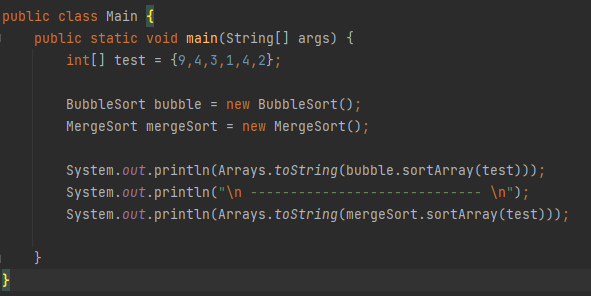 public class Main {
public static void main(String[] args) {
int[] test = {9,4,3,1,4,2};
BubbleSort bubble = new BubbleSort();
MergeSort mergeSort = new MergeSort();
System.out.println(Arrays.toString(bubble.sortArray(test)));
System.out.println("\n ----------------------------- \n");
System.out.println(Arrays.toString(mergeSort.sortArray(test)));
}
}